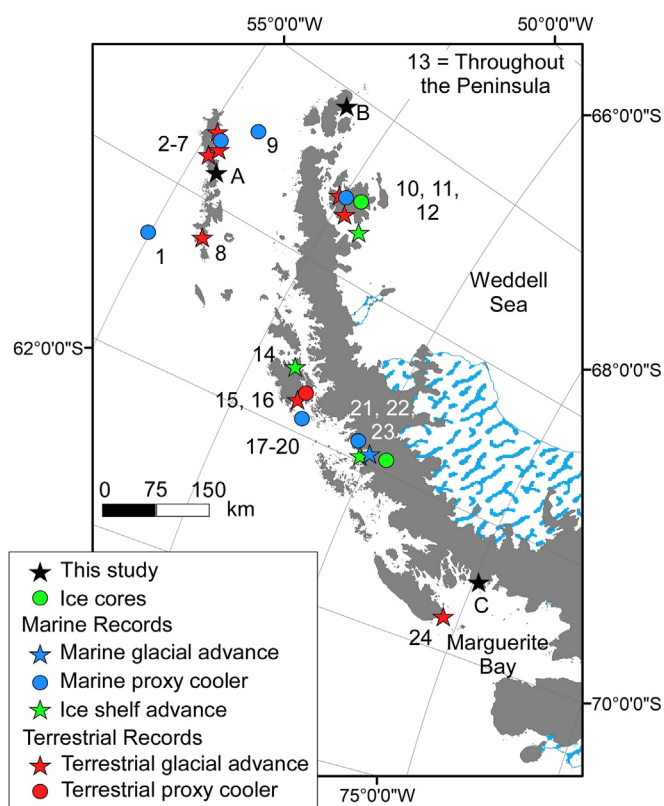 55°0'0"W
50°0'0"W
13 = Throughout
the Peninsula
66°0'0"S
B
2-7
9
A
10, 11,
12
1
8
Weddell
Sea
62°0'0"S
14
68°0'0"S
15, 16
21, 22,
23,
17-20
0 75 150
km
C
24
Marguerite
Bay
70°0'0"S
75°0'0"W
This study
Ice cores
Marine Records
Marine glacial advance
Marine proxy cooler
Ice shelf advance
Terrestrial Records
Terrestrial glacial advance
Terrestrial proxy cooler